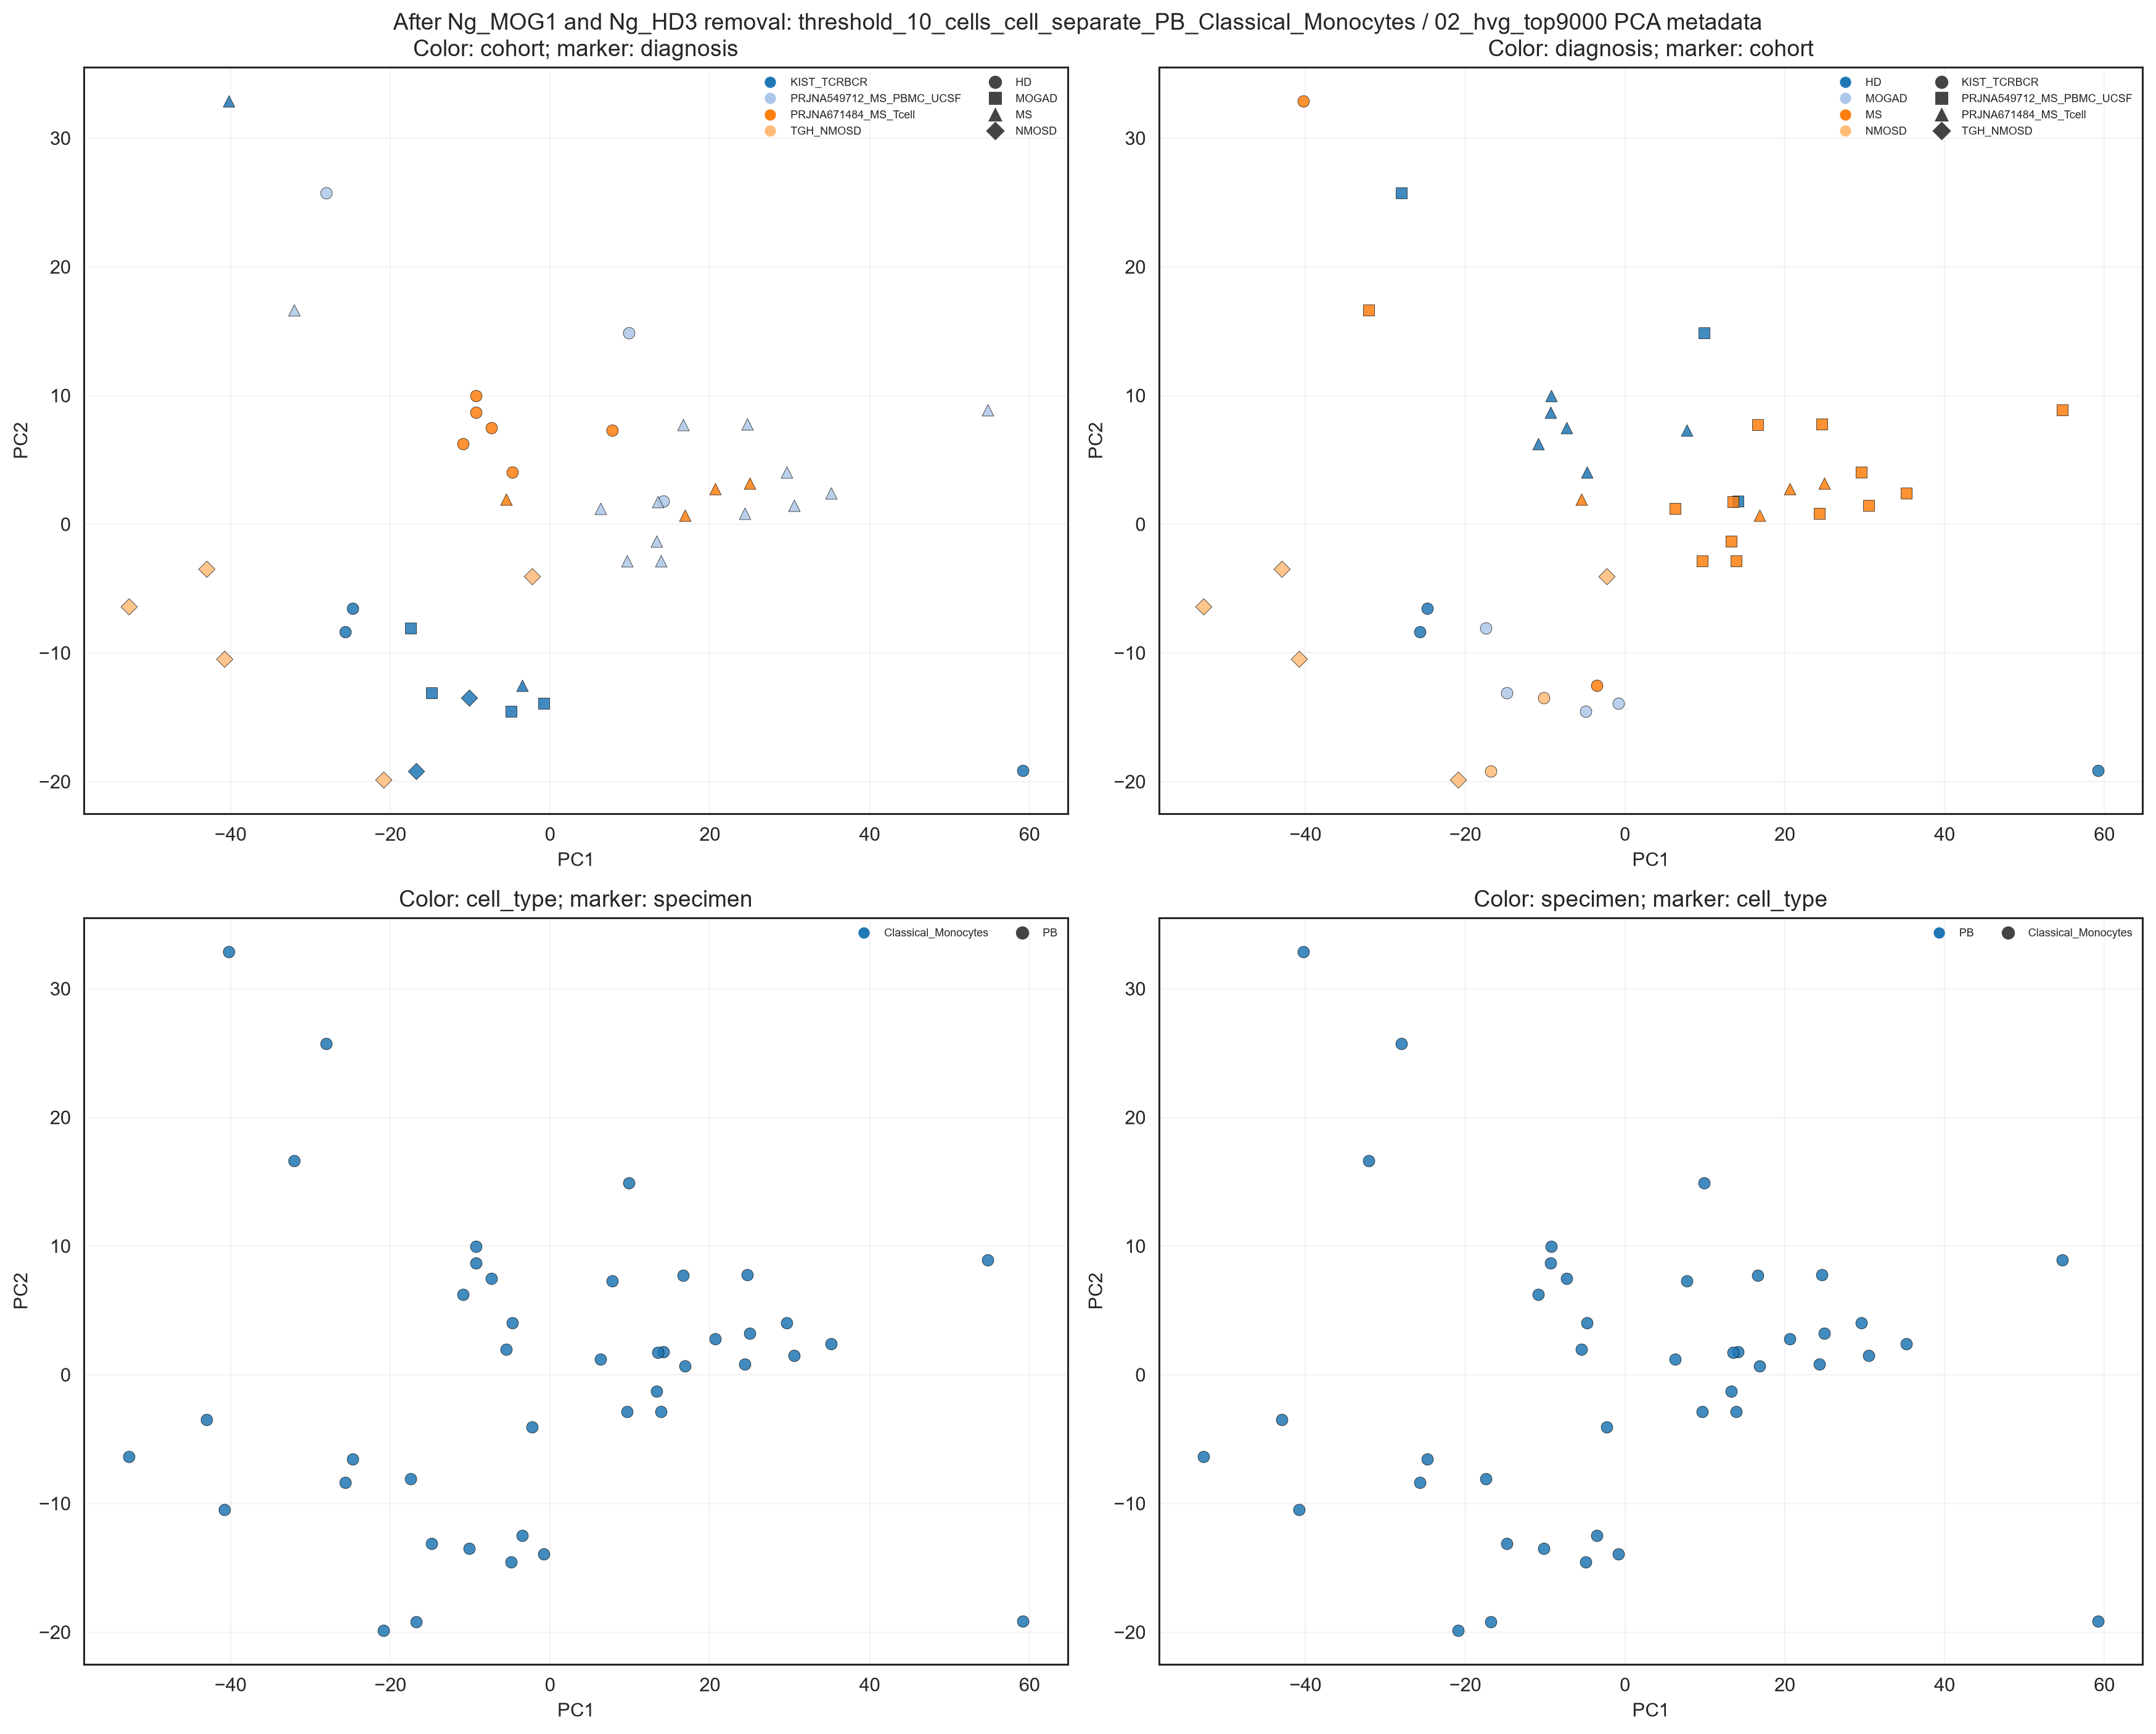 After Ng_MOG1 and Ng_HD3 removal: threshold_10_cells_cell_separate_PB_Classical_Monocytes / 02_hvg_top9000 PCA metadata
Color: cohort; marker: diagnosis
KIST_TCRBCR
PRJNA549712_MS_PBMC_UCSF
PRJNA671484_MS_Tcell
TGH_NMOSD
HD
MOGAD
MS
NMOSD
30
20
10
0
−10
−20
PC2
−40
−20
0
20
40
60
PC1
Color: diagnosis; marker: cohort
HD
MOGAD
MS
NMOSD
KIST_TCRBCR
PRJNA549712_MS_PBMC_UCSF
PRJNA671484_MS_Tcell
TGH_NMOSD
30
20
10
0
−10
−20
PC2
−40
−20
0
20
40
60
PC1
Color: cell_type; marker: specimen
Classical_Monocytes
PB
30
20
10
0
−10
−20
PC2
−40
−20
0
20
40
60
PC1
Color: specimen; marker: cell_type
PB
Classical_Monocytes
30
20
10
0
−10
−20
PC2
−40
−20
0
20
40
60
PC1